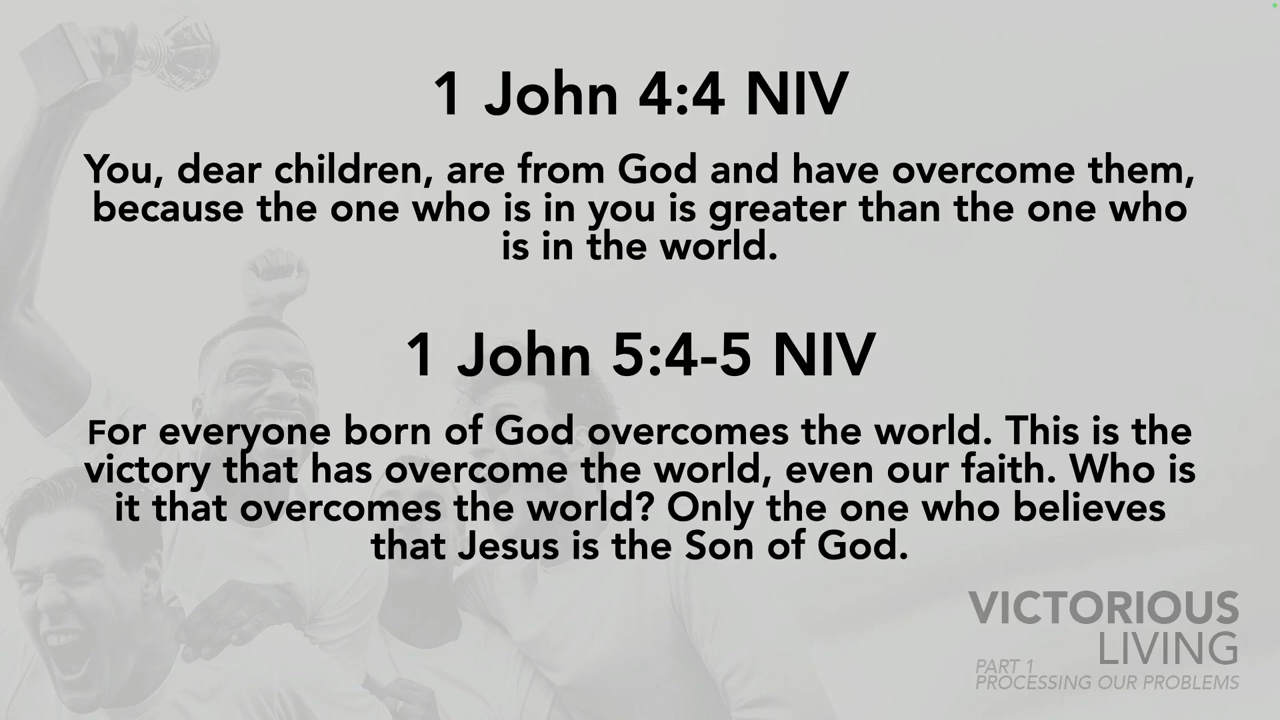 1 John 4:4 NIV
You, dear children, are from God and have overcome them,
because the one who is in you is greater than the one who
is in the world.
1 John 5:4-5 NIV
For everyone born of God overcomes the world. This is the
victory that has overcome the world, even our faith. Who is
it that overcomes the world? Only the one who believes
that Jesus is the Son of God.
VICTORIOUS
LIVING
PART 1
PROCESSING OUR PROBLEMS